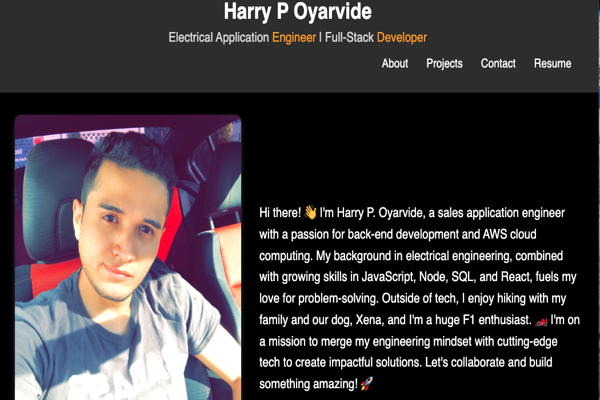 Harry P Oyarvide
Electrical Application Engineer I Full-Stack Developer
About Projects Contact Resume
Hi there! 👋 I'm Harry P. Oyarvide, a sales application engineer
with a passion for back-end development and AWS cloud
computing. My background in electrical engineering, combined
with growing skills in JavaScript, Node, SQL, and React, fuels my
love for problem-solving. Outside of tech, I enjoy hiking with my
family and our dog, Xena, and I'm a huge F1 enthusiast. 🏎️ I'm on
a mission to merge my engineering mindset with cutting-edge
tech to create impactful solutions. Let's collaborate and build
something amazing! 🚀